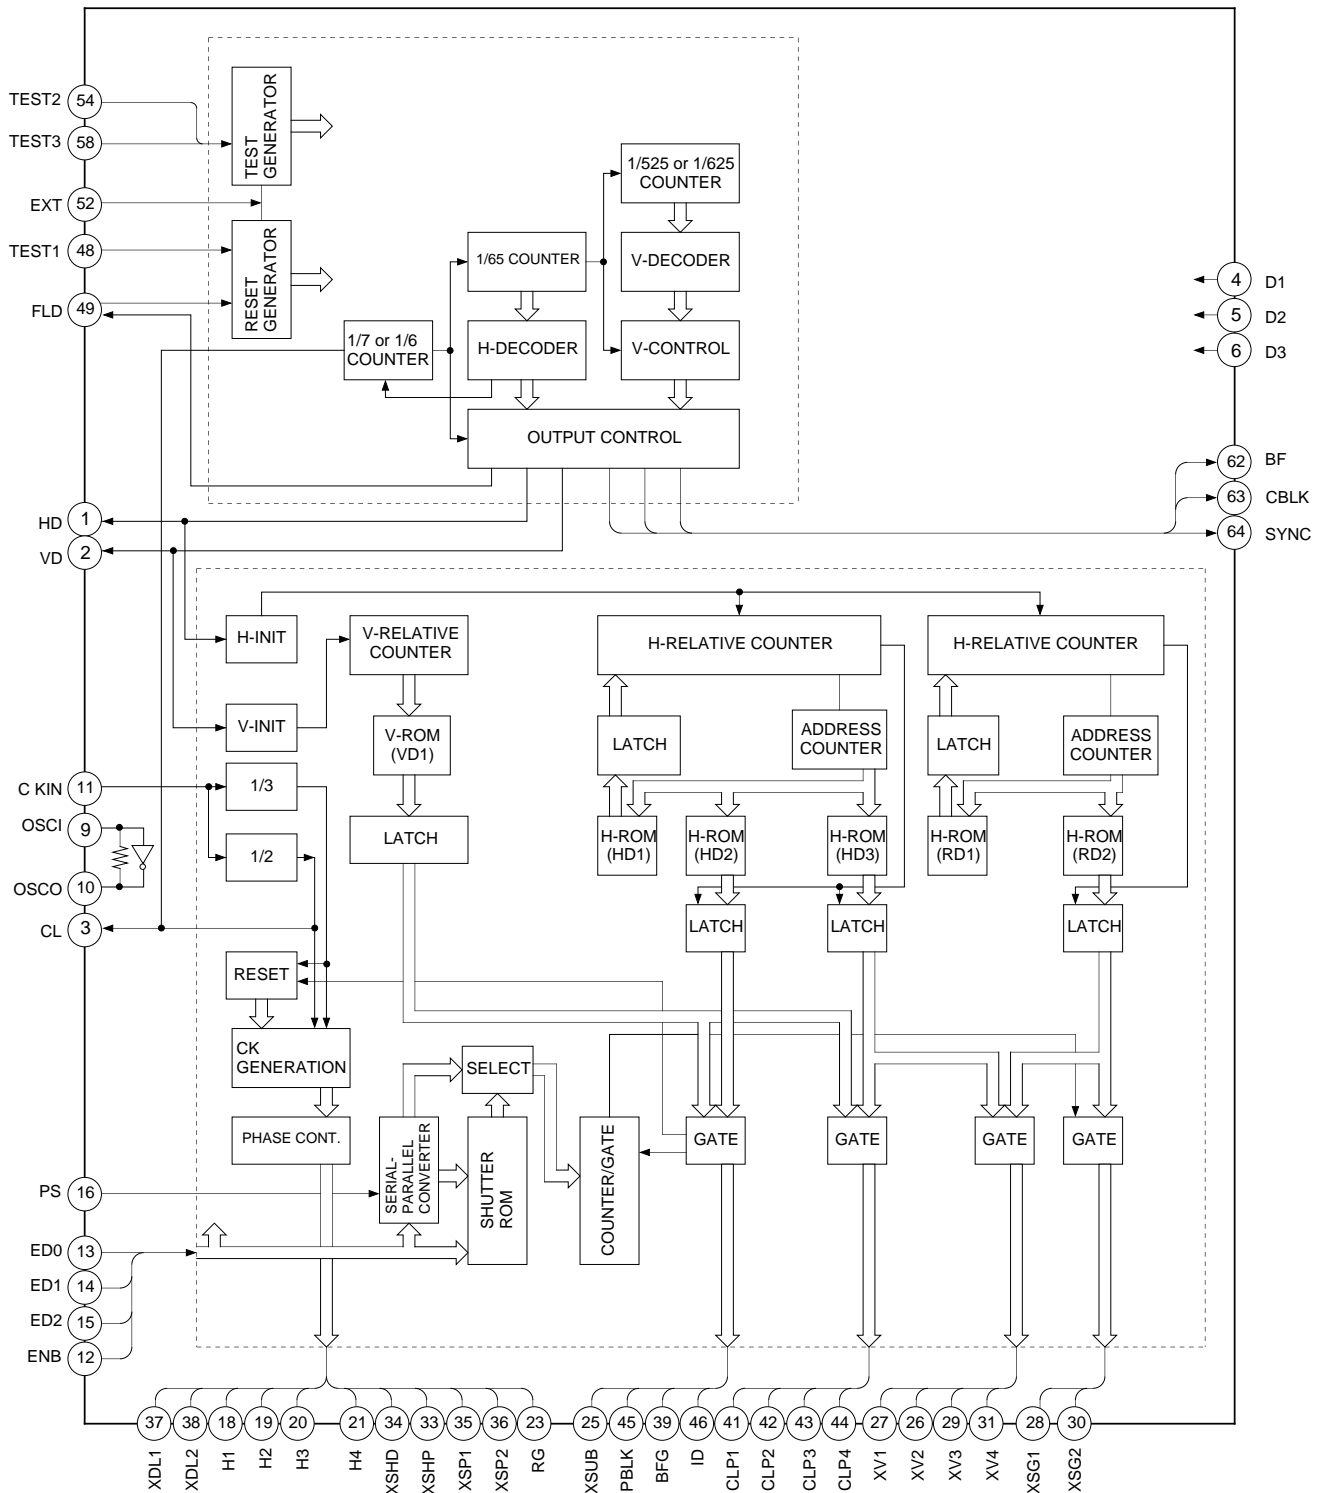 TEST2 54
TEST3 58
EXT 52
TEST1 48
FLD 49
TEST
GENERATOR
RESET
GENERATOR
1/525 or 1/625
COUNTER
1/65 COUNTER
V-DECODER
1/7 or 1/6
COUNTER
H-DECODER
V-CONTROL
OUTPUT CONTROL
4 D1
5 D2
6 D3
62 BF
63 CBLK
64 SYNC
HD 1
VD 2
H-INIT
V-RELATIVE
COUNTER
H-RELATIVE COUNTER
H-RELATIVE COUNTER
V-INIT
V-ROM
(VD1)
LATCH
ADDRESS
COUNTER
LATCH
ADDRESS
COUNTER
C KIN 11
1/3
OSCI 9
1/2
LATCH
H-ROM
(HD1)
H-ROM
(HD2)
H-ROM
(HD3)
H-ROM
(RD1)
H-ROM
(RD2)
OSCO 10
CL 3
LATCH
LATCH
LATCH
RESET
CK
GENERATION
SELECT
PHASE CONT.
SERIAL-
PARALLEL
CONVERTER
SHUTTER
ROM
COUNTER/GATE
GATE
GATE
GATE
GATE
PS 16
ED0 13
ED1 14
ED2 15
ENB 12
37 38 18 19 20 21 34 33 35 36 23 25 45 39 46 41 42 43 44 27 26 29 31 28 30
XDL1
XDL2
H1
H2
H3
H4
XSHD
XSHP
XSP1
XSP2
RG
XSUB
PBLK
BFG
ID
CLP1
CLP2
CLP3
CLP4
XV1
XV2
XV3
XV4
XSG1
XSG2